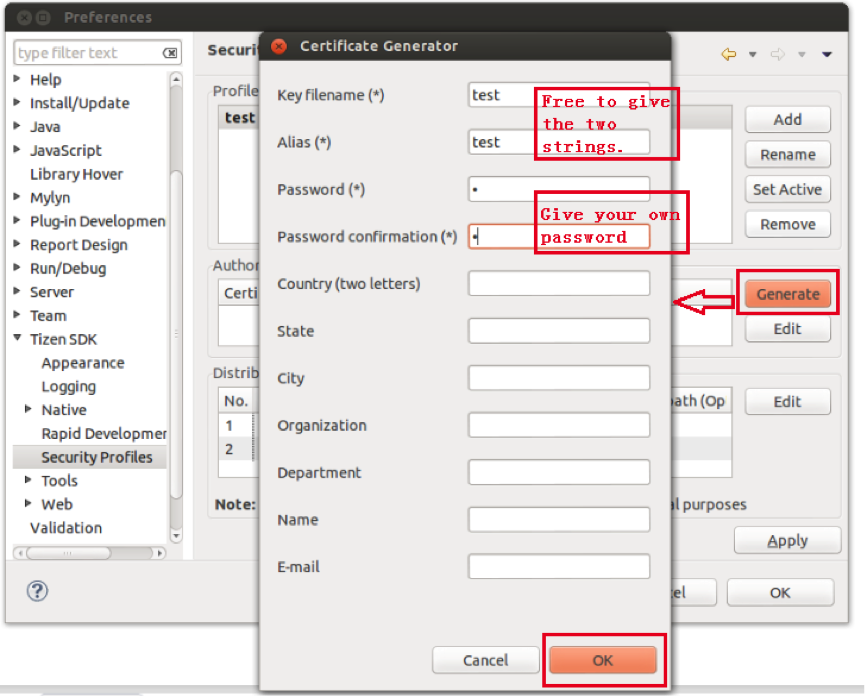 Preferences
type filter text
Help
Install/Update
Java
JavaScript
Library Hover
Mylyn
Plug-in Developmen
Report Design
Run/Debug
Server
Team
Tizen SDK
Appearance
Logging
Native
Rapid Developmer
Security Profiles
Tools
Web
Validation
Securi
Profile
test
Add
Rename
Set Active
Remove
Author
Certi
Generate
Edit
Distrib
No.
ath (Op
1
2
Edit
Note:
al purposes
Apply
el
OK
Certificate Generator
Key filename (*)
test
Alias (*)
test
Free to give
the two
strings.
Password (*)
•
Password confirmation (*)
•
Give your own
password
Country (two letters)
State
City
Organization
Department
Name
E-mail
Cancel
OK